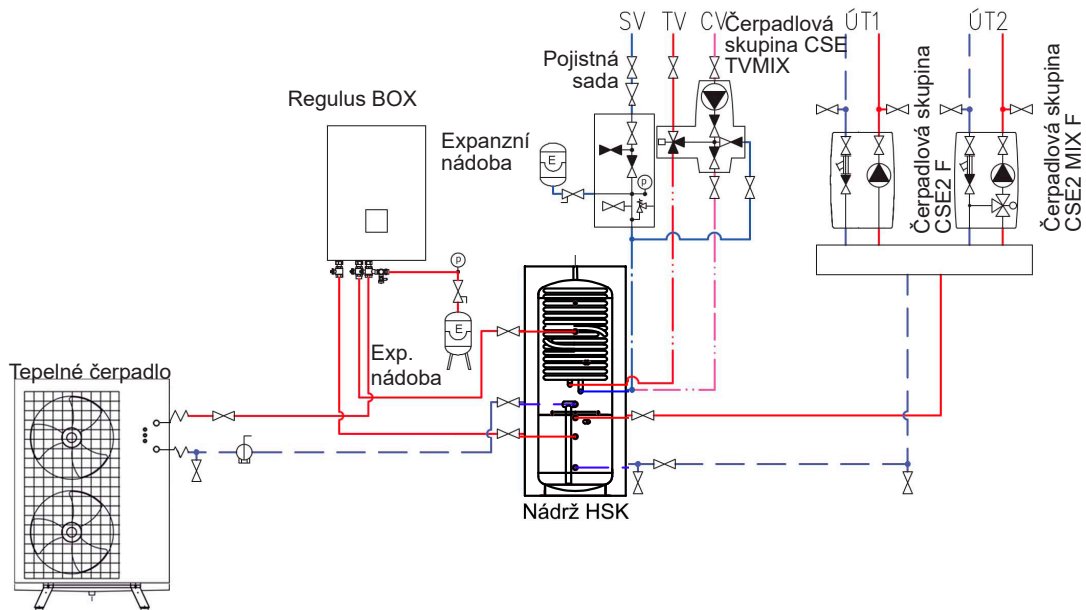 SV
TV
CV
Čerpadlová
skupina CSE
TVMIX
ÚT1
ÚT2
Pojistná
sada
Regulus BOX
Expanzní
nádoba
E
p
Čerpadlová skupina
CSE2 F
Čerpadlová skupina
CSE2 MIX F
p
E
Exp.
nádoba
Tepelné čerpadlo
Nádrž HSK